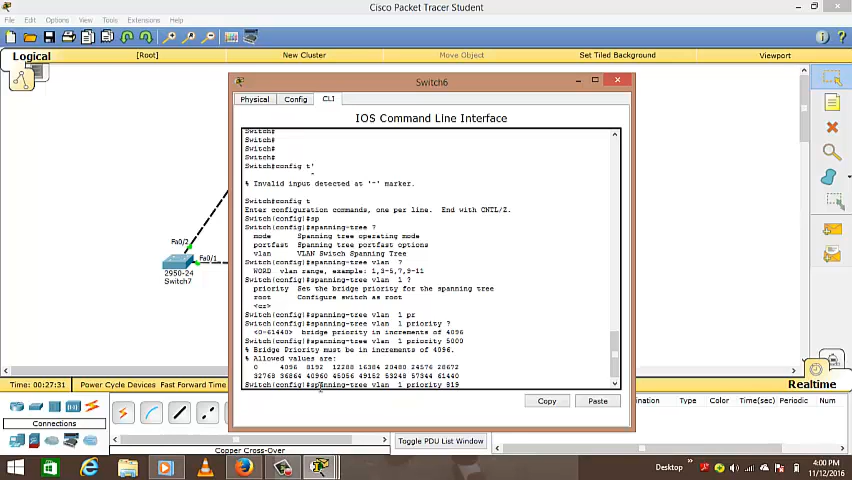 Cisco Packet Tracer Student
File Edit Options View Tools Extensions Help
Logical [Root] New Cluster Move Object Set Tiled Background Viewport
Switch6
Physical Config CLI
IOS Command Line Interface
Switch#
Switch#
Switch#
Switch#
Switch#config t'
^
% Invalid input detected at '^' marker.
Switch#config t
Enter configuration commands, one per line. End with CNTL/Z.
Switch(config)#sp
Switch(config)#spanning-tree ?
mode Spanning tree operating mode
portfast Spanning tree portfast options
vlan VLAN Switch Spanning Tree
Switch(config)#spanning-tree vlan ?
WORD vlan range, example: 1,3-5,7,9-11
Switch(config)#spanning-tree vlan 1 ?
priority Set the bridge priority for the spanning tree
root Configure switch as root
<cr>
Switch(config)#spanning-tree vlan 1 pr
Switch(config)#spanning-tree vlan 1 priority ?
<0-61440> bridge priority in increments of 4096
Switch(config)#spanning-tree vlan 1 priority 5000
% Bridge Priority must be in increments of 4096.
% Allowed values are:
0 4096 8192 12288 16384 20480 24576 28672
32768 36864 40960 45056 49152 53248 57344 61440
Switch(config)#spanning-tree vlan 1 priority 819
Copy Paste
Fa0/2
Fa0/1
2950-24
Switch7
Time: 00:27:31 Power Cycle Devices Fast Forward Time
Realtime
Connections
Copper Cross-Over
Toggle PDU List Window
Destination Type Color Time(sec) Periodic Num
Desktop
4:00 PM
11/12/2016